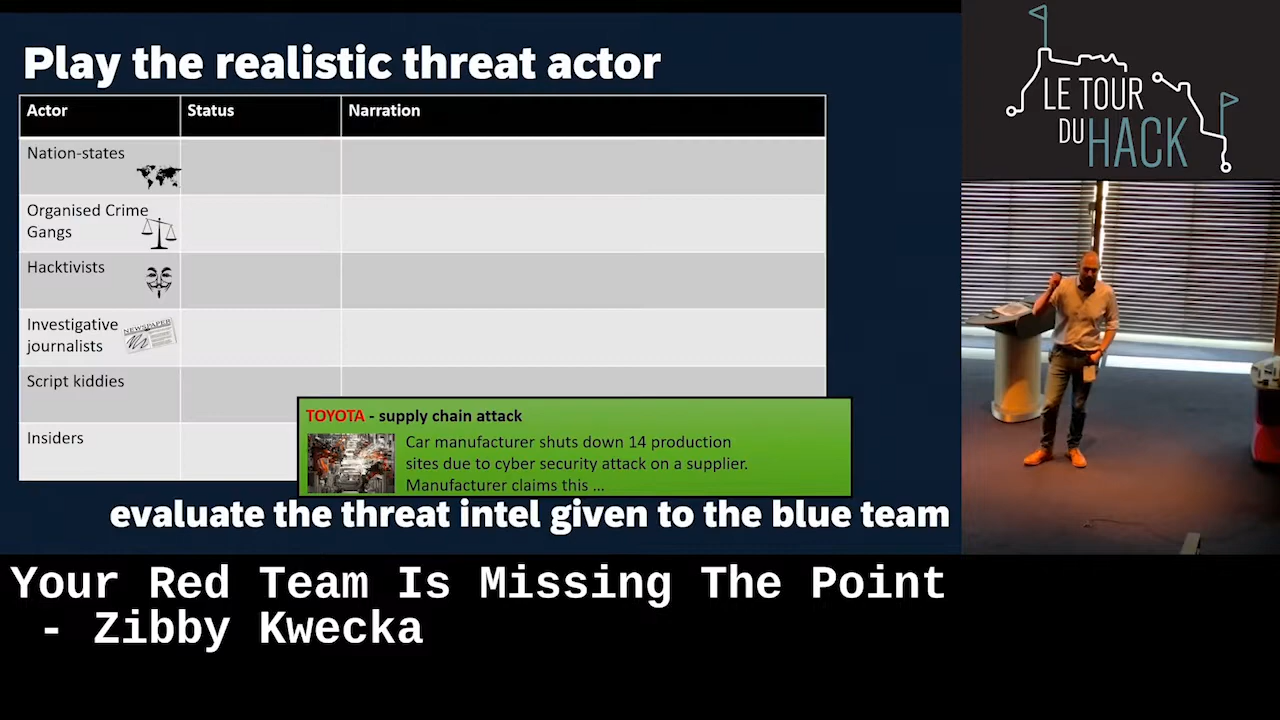 Play the realistic threat actor
Actor Status Narration
Nation-states
Organised Crime
Gangs
Hacktivists
Investigative
journalists
NEWSPAPER
Script kiddies
Insiders
TOYOTA - supply chain attack
Car manufacturer shuts down 14 production
sites due to cyber security attack on a supplier.
Manufacturer claims this ...
evaluate the threat intel given to the blue team
LE TOUR
DU HACK
Your Red Team Is Missing The Point
- Zibby Kwecka